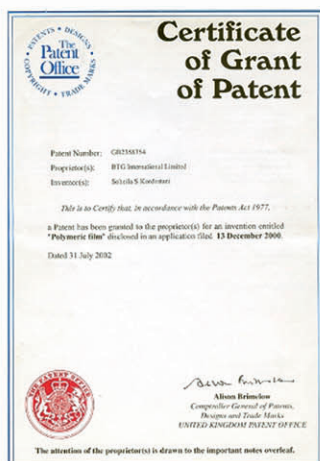 PATENTS • DESIGNS
The
Patent
Office
COPYRIGHT • TRADE MARKS
Certificate
of Grant
of Patent
Patent Number:
Proprietor(s): BTG International Limited
Inventor(s): S
This is to Certify that, in accordance with the Patents Act 1977,
a Patent has been granted to the proprietor(s) for an invention entitled
"Polymeric film" disclosed in an application filed 13 December 2000.
Dated 31 July 2002
THE PATENT OFFICE
Alison Brimelow
Comptroller General of Patents,
Designs and Trade Marks
UNITED KINGDOM PATENT OFFICE
The attention of the proprietor(s) is drawn to the important notes overleaf.